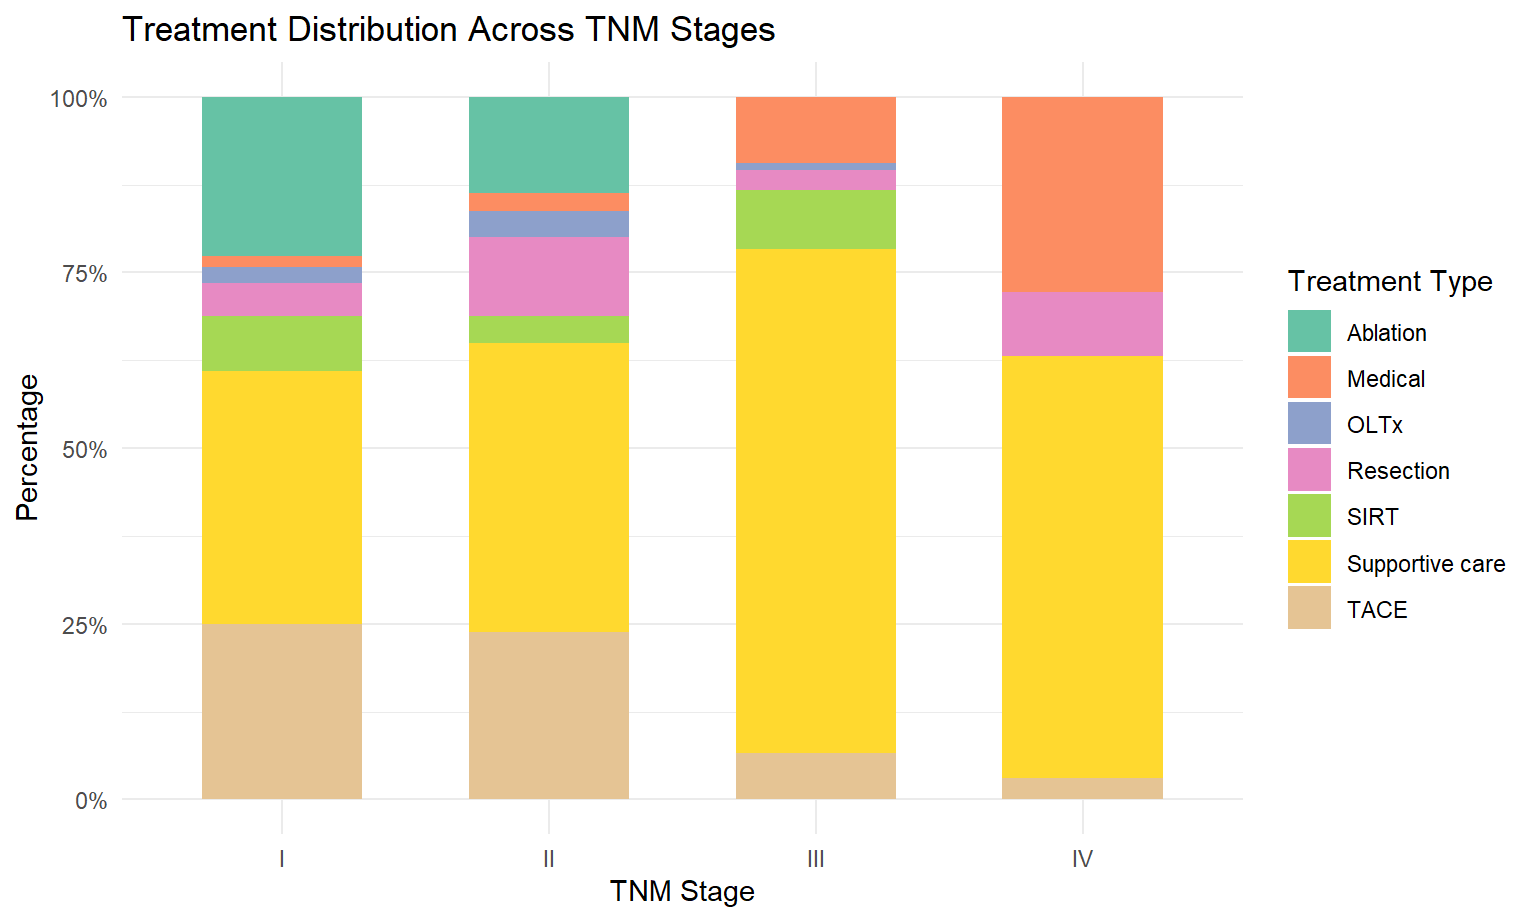 Treatment Distribution Across TNM Stages
100%
75%
50%
25%
0%
Percentage
I
II
III
IV
TNM Stage
Treatment Type
Ablation
Medical
OLTx
Resection
SIRT
Supportive care
TACE